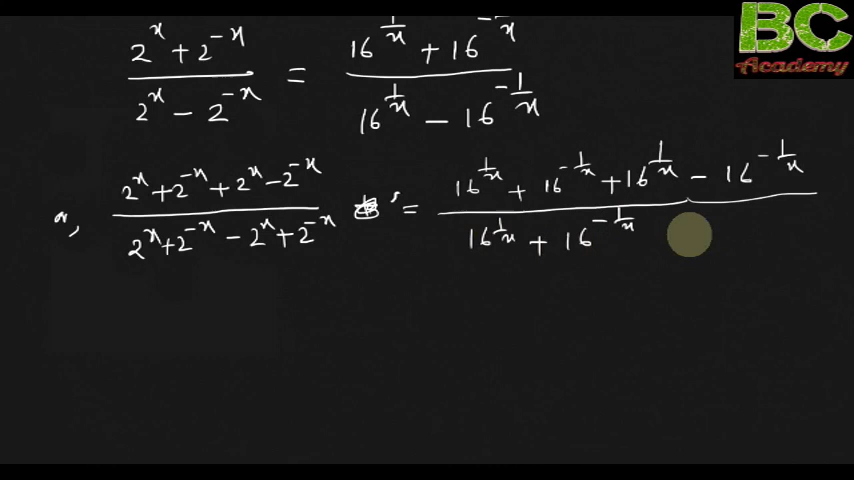 BC
Academy
(2^x + 2^-x) / (2^x - 2^-x) = (16^(1/x) + 16^(-1/x)) / (16^(1/x) - 16^(-1/x))
(2^x + 2^-x + 2^x - 2^-x) / (2^x + 2^-x - 2^x + 2^-x) = (16^(1/x) + 16^(-1/x) + 16^(1/x) - 16^(-1/x)) / (16^(1/x) + 16^(-1/x)